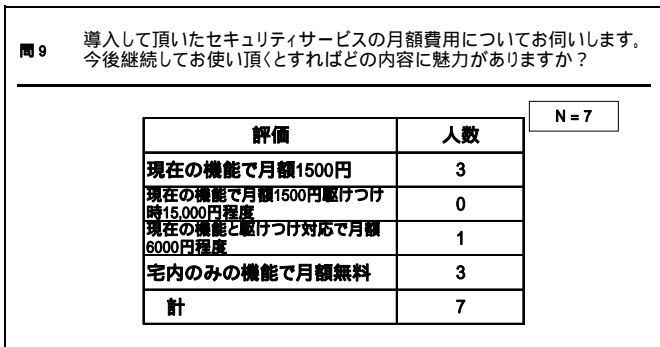 問9
導入して頂いたセキュリティサービスの月額費用についてお伺いします。
今後継続してお使い頂くとすればどの内容に魅力がありますか？
N=7
評価 人数
現在の機能で月額1500円 3
現在の機能で月額1500円駆けつけ
時15,000円程度 0
現在の機能と駆けつけ対応で月額
6000円程度 1
宅内のみの機能で月額無料 3
計 7